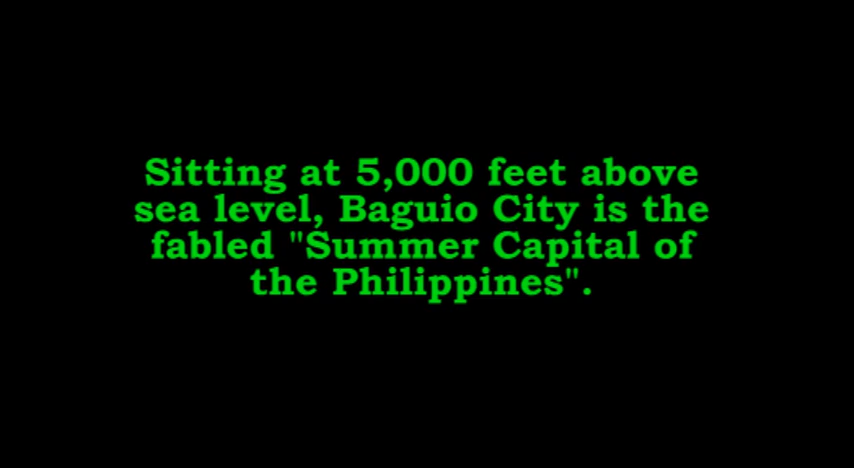 Sitting at 5,000 feet above
sea level, Baguio City is the
fabled "Summer Capital of
the Philippines".